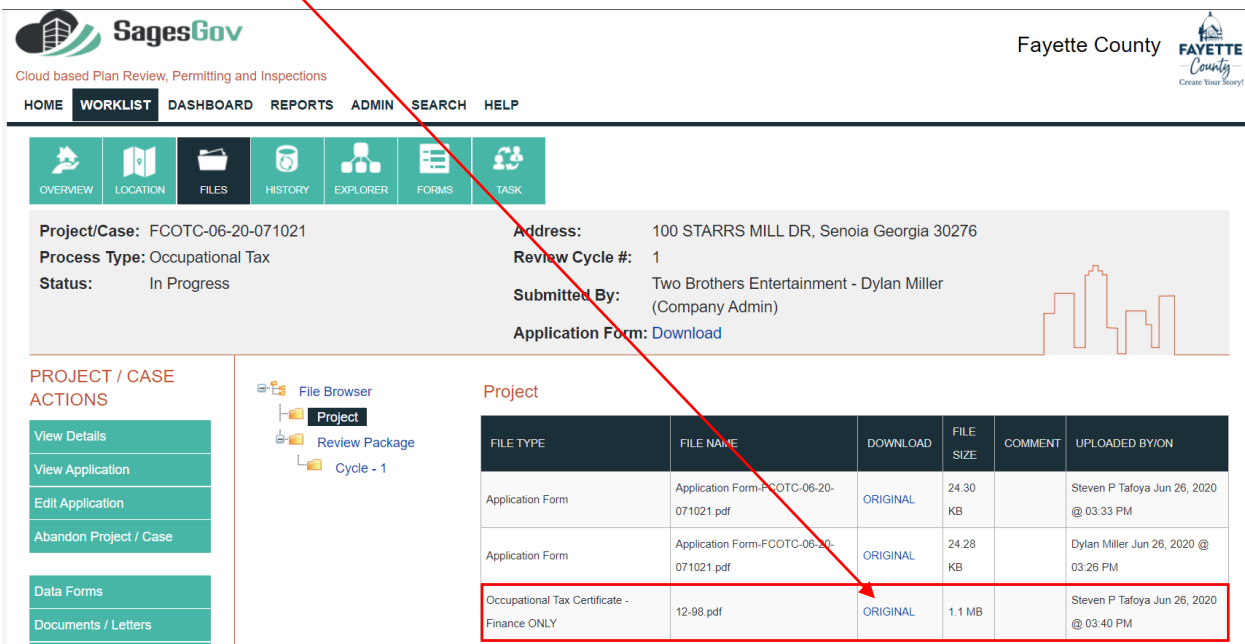 SagesGov
Fayette County
FAYETTE
County
Create Your Story!
Cloud based Plan Review, Permitting and Inspections
HOME WORKLIST DASHBOARD REPORTS ADMIN SEARCH HELP
OVERVIEW LOCATION FILES HISTORY EXPLORER FORMS TASK
Project/Case: FCOTC-06-20-071021
Address: 100 STARRS MILL DR, Senoia Georgia 30276
Process Type: Occupational Tax
Review Cycle #: 1
Status: In Progress
Submitted By: Two Brothers Entertainment - Dylan Miller
(Company Admin)
Application Form: Download
PROJECT / CASE
ACTIONS
View Details
View Application
Edit Application
Abandon Project / Case
Data Forms
Documents / Letters
File Browser
Project
Review Package
Cycle - 1
Project
FILE TYPE FILE NAME DOWNLOAD FILE SIZE COMMENT UPLOADED BY/ON
Application Form Application Form-FCOTC-06-20-071021.pdf ORIGINAL 24.30 KB Steven P Tafoya Jun 26, 2020 @ 03:33 PM
Application Form Application Form-FCOTC-06-20-071021.pdf ORIGINAL 24.28 KB Dylan Miller Jun 26, 2020 @ 03:26 PM
Occupational Tax Certificate - Finance ONLY 12-98.pdf ORIGINAL 1.1 MB Steven P Tafoya Jun 26, 2020 @ 03:40 PM